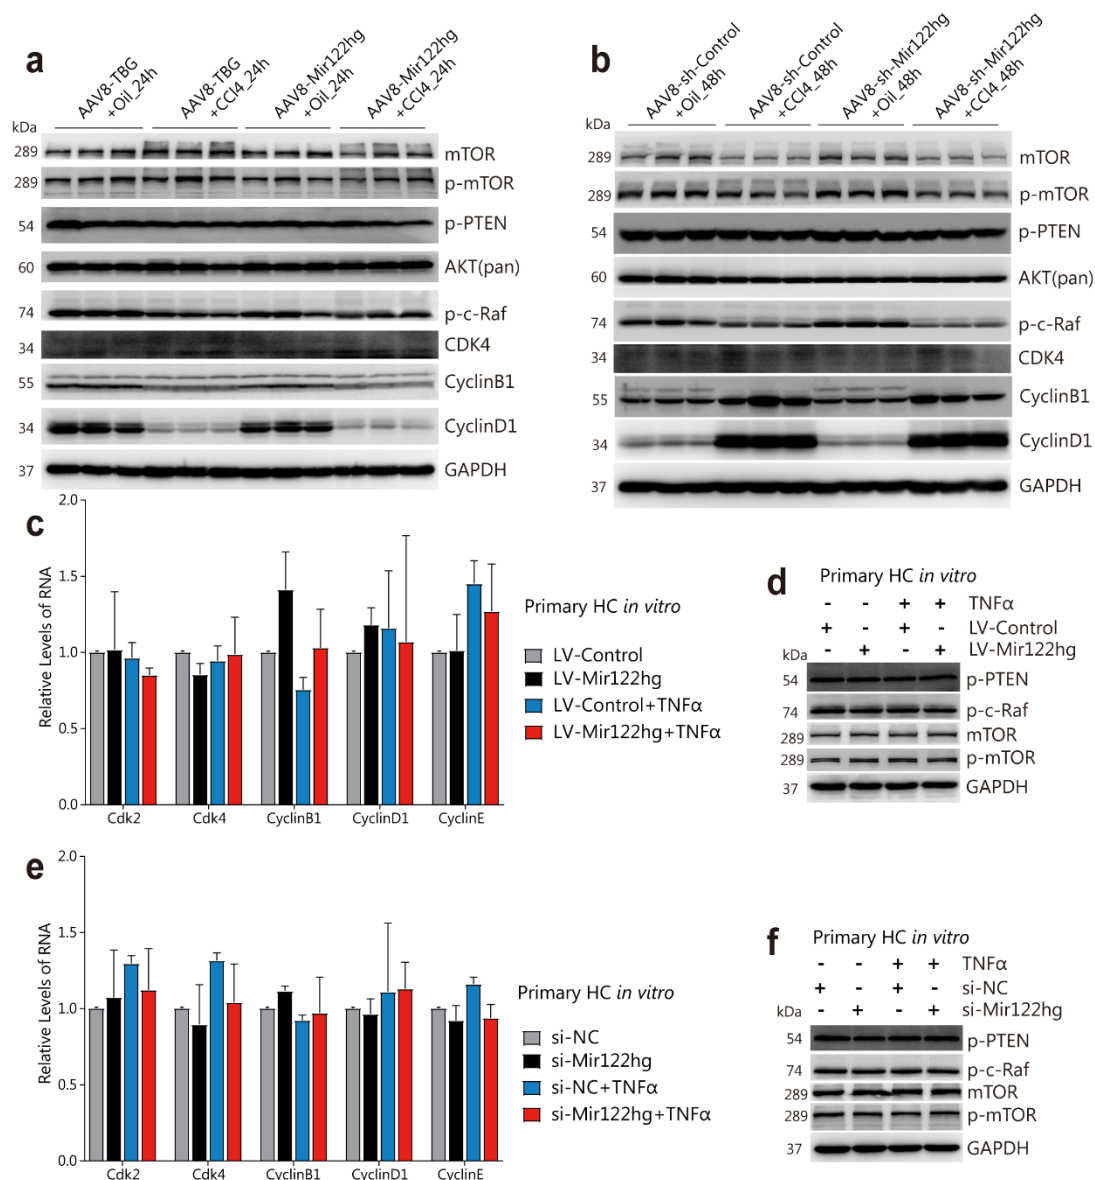 a
AAV8-TBG
+Oil_24h
AAV8-TBG
+CCl4_24h
AAV8-Mir122hg
+Oil_24h
AAV8-Mir122hg
+CCl4_24h
kDa
289 mTOR
289 p-mTOR
54 p-PTEN
60 AKT(pan)
74 p-c-Raf
34 CDK4
55 CyclinB1
34 CyclinD1
37 GAPDH
b
AAV8-sh-Control
+Oil_48h
AAV8-sh-Control
+CCL4_48h
AAV8-sh-Mir122hg
+Oil_48h
AAV8-sh-Mir122hg
+CCL4_48h
kDa
289 mTOR
289 p-mTOR
54 p-PTEN
60 AKT(pan)
74 p-c-Raf
34 CDK4
55 CyclinB1
34 CyclinD1
37 GAPDH
c
Relative Levels of RNA
2.0
1.5
1.0
0.5
0.0
Cdk2 Cdk4 CyclinB1 CyclinD1 CyclinE
Primary HC in vitro
LV-Control
LV-Mir122hg
LV-Control+TNFα
LV-Mir122hg+TNFα
d
Primary HC in vitro
- - + + TNFα
+ - + - LV-Control
- + - + LV-Mir122hg
kDa
54 p-PTEN
74 p-c-Raf
289 mTOR
289 p-mTOR
37 GAPDH
e
Relative Levels of RNA
2.0
1.5
1.0
0.5
0.0
Cdk2 Cdk4 CyclinB1 CyclinD1 CyclinE
Primary HC in vitro
si-NC
si-Mir122hg
si-NC+TNFα
si-Mir122hg+TNFα
f
Primary HC in vitro
- - + + TNFα
+ - + - si-NC
- + - + si-Mir122hg
kDa
54 p-PTEN
74 p-c-Raf
289 mTOR
289 p-mTOR
37 GAPDH